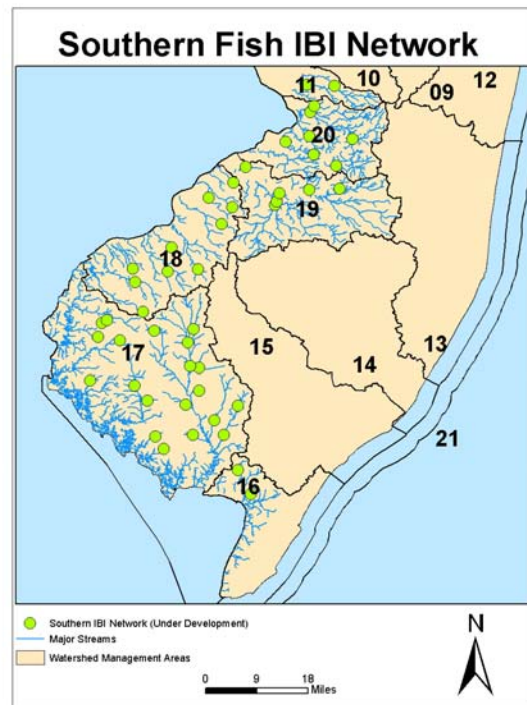 Southern Fish IBI Network
11
10
09
12
20
19
18
17
15
14
13
21
16
Southern IBI Network (Under Development)
Major Streams
Watershed Management Areas
N
0 9 18
Miles